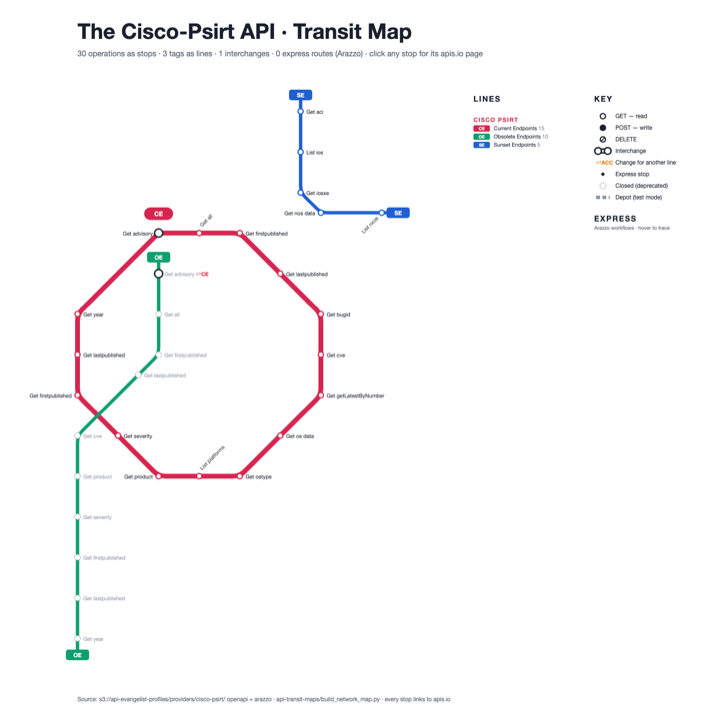 The Cisco-Psirt API · Transit Map
30 operations as stops · 3 tags as lines · 1 interchanges · 0 express routes (Arazzo) · click any stop for its apis.io page
SE
Get aci
List ios
Get iosxe
Get nos data
List nxos
SE
LINES
CISCO PSIRT
CE Current Endpoints 15
OE Obsolete Endpoints 10
SE Sunset Endpoints 5
KEY
GET — read
POST — write
DELETE
Interchange
⇄ACC Change for another line
Express stop
Closed (deprecated)
Depot (test mode)
EXPRESS
Arazzo workflows · hover to trace
CE
Get advisory
Get all
Get firstpublished
OE
Get advisory ⇄CE
Get lastpublished
Get year
Get all
Get bugid
Get lastpublished
Get firstpublished
Get cve
Get lastpublished
Get firstpublished
Get getLatestByNumber
Get cve
Get severity
Get os data
Get product
Get product
List platforms
Get ostype
Get severity
Get firstpublished
Get lastpublished
Get year
OE
Source: s3://api-evangelist-profiles/providers/cisco-psirt/ openapi + arazzo · api-transit-maps/build_network_map.py · every stop links to apis.io